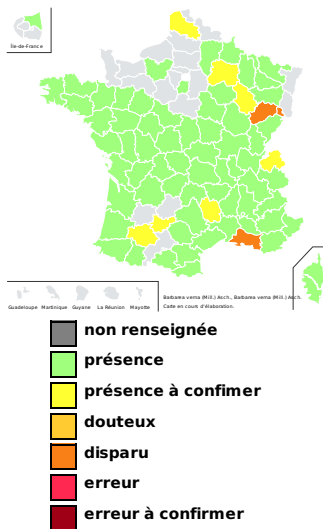 Île-de-France
Guadeloupe Martinique Guyane La Réunion Mayotte
Barbarea verna (Mill.) Asch., Barbarea verna (Mill.) Asch.
Carte en cours d'élaboration.
non renseignée
présence
présence à confimer
douteux
disparu
erreur
erreur à confirmer